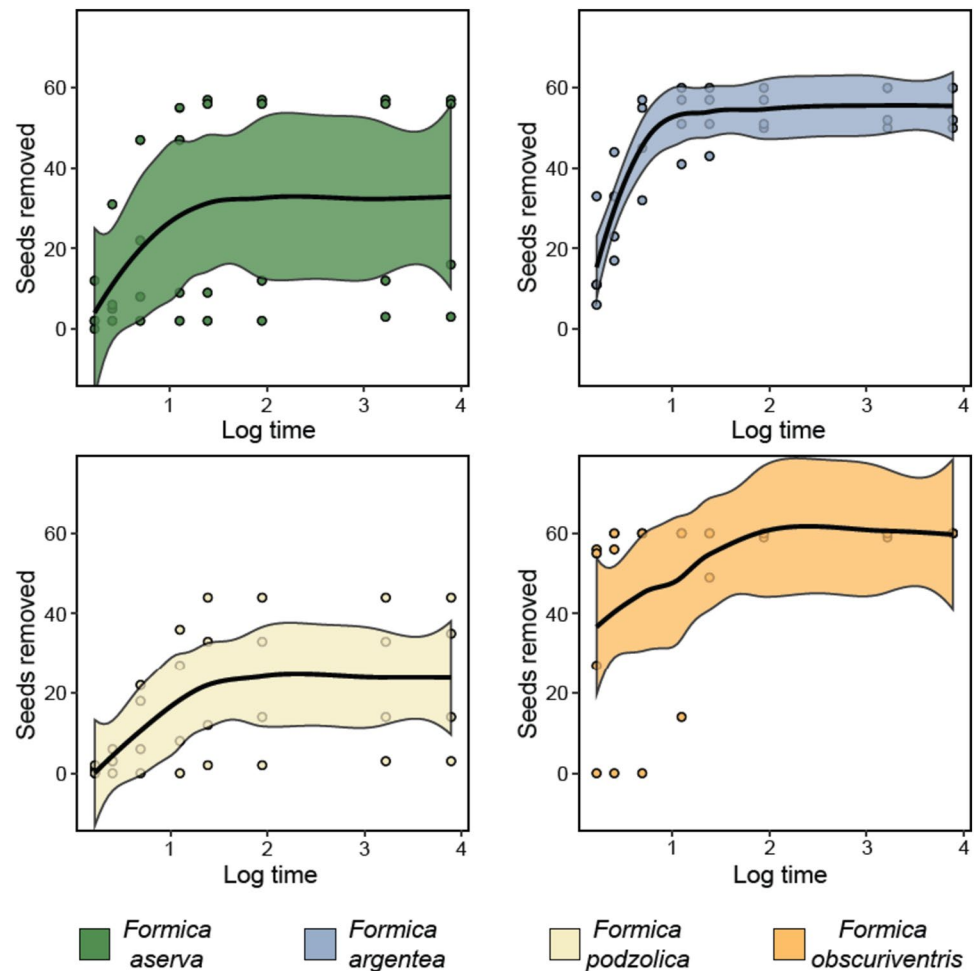 60
40
20
0
Seeds removed
1 2 3 4
Log time
60
40
20
0
Seeds removed
1 2 3 4
Log time
60
40
20
0
Seeds removed
1 2 3 4
Log time
60
40
20
0
Seeds removed
1 2 3 4
Log time
Formica
aserva
Formica
argentea
Formica
podzolica
Formica
obscuriventris